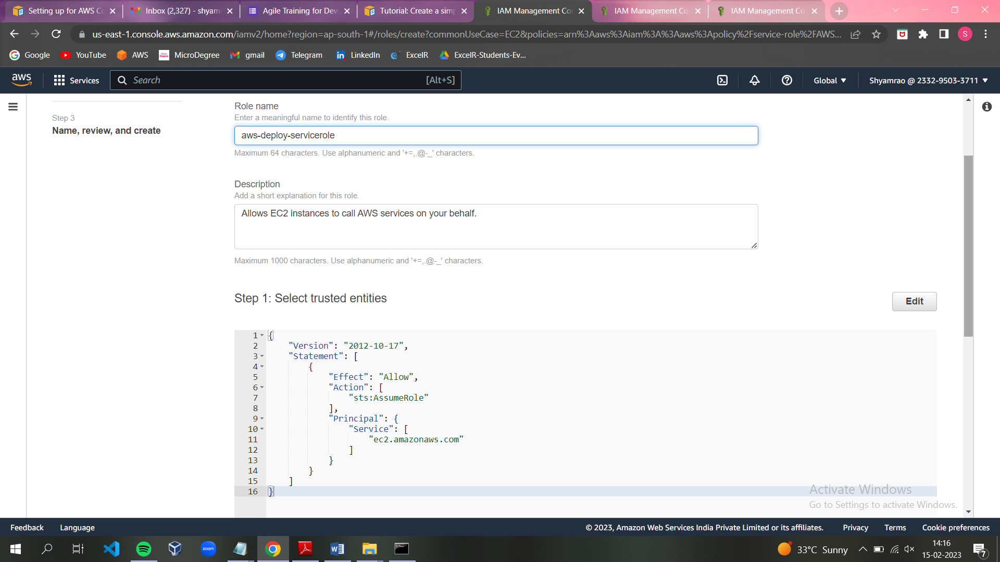 Setting up for AWS Co
Inbox (2,327) - shyam
Agile Training for Dev
Tutorial: Create a simp
IAM Management Co
IAM Management Co
IAM Management Co
us-east-1.console.aws.amazon.com/iamv2/home?region=ap-south-1#/roles/create?commonUseCase=EC2&policies=arn%3Aaws%3Aiam%3A%3Aaws%3Apolicy%2Fservice-role%2FAWS...
S
Google
YouTube
AWS
MicroDegree
gmail
Telegram
LinkedIn
ExcelR
ExcelR-Students-Ev...
aws
Services
Search
[Alt+S]
Global
Shyamrao @ 2332-9503-3711
Step 3
Name, review, and create
Role name
Enter a meaningful name to identify this role.
aws-deploy-servicerole
Maximum 64 characters. Use alphanumeric and '+=,.@-_' characters.
Description
Add a short explanation for this role.
Allows EC2 instances to call AWS services on your behalf.
Maximum 1000 characters. Use alphanumeric and '+=,.@-_' characters.
Step 1: Select trusted entities
Edit
1 {
2 "Version": "2012-10-17",
3 "Statement": [
4 {
5 "Effect": "Allow",
6 "Action": [
7 "sts:AssumeRole"
8 ],
9 "Principal": {
10 "Service": [
11 "ec2.amazonaws.com"
12 ]
13 }
14 }
15 ]
16 }
Activate Windows
Go to Settings to activate Windows.
Feedback
Language
© 2023, Amazon Web Services India Private Limited or its affiliates.
Privacy
Terms
Cookie preferences
zoom
33°C Sunny
14:16
15-02-2023
7